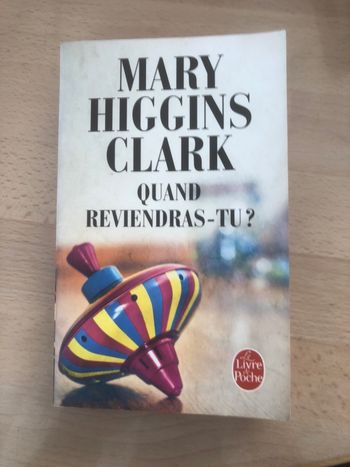 MARY
HIGGINS
CLARK
QUAND
REVIENDRAS-TU ?
Le
Livre
de
Poche